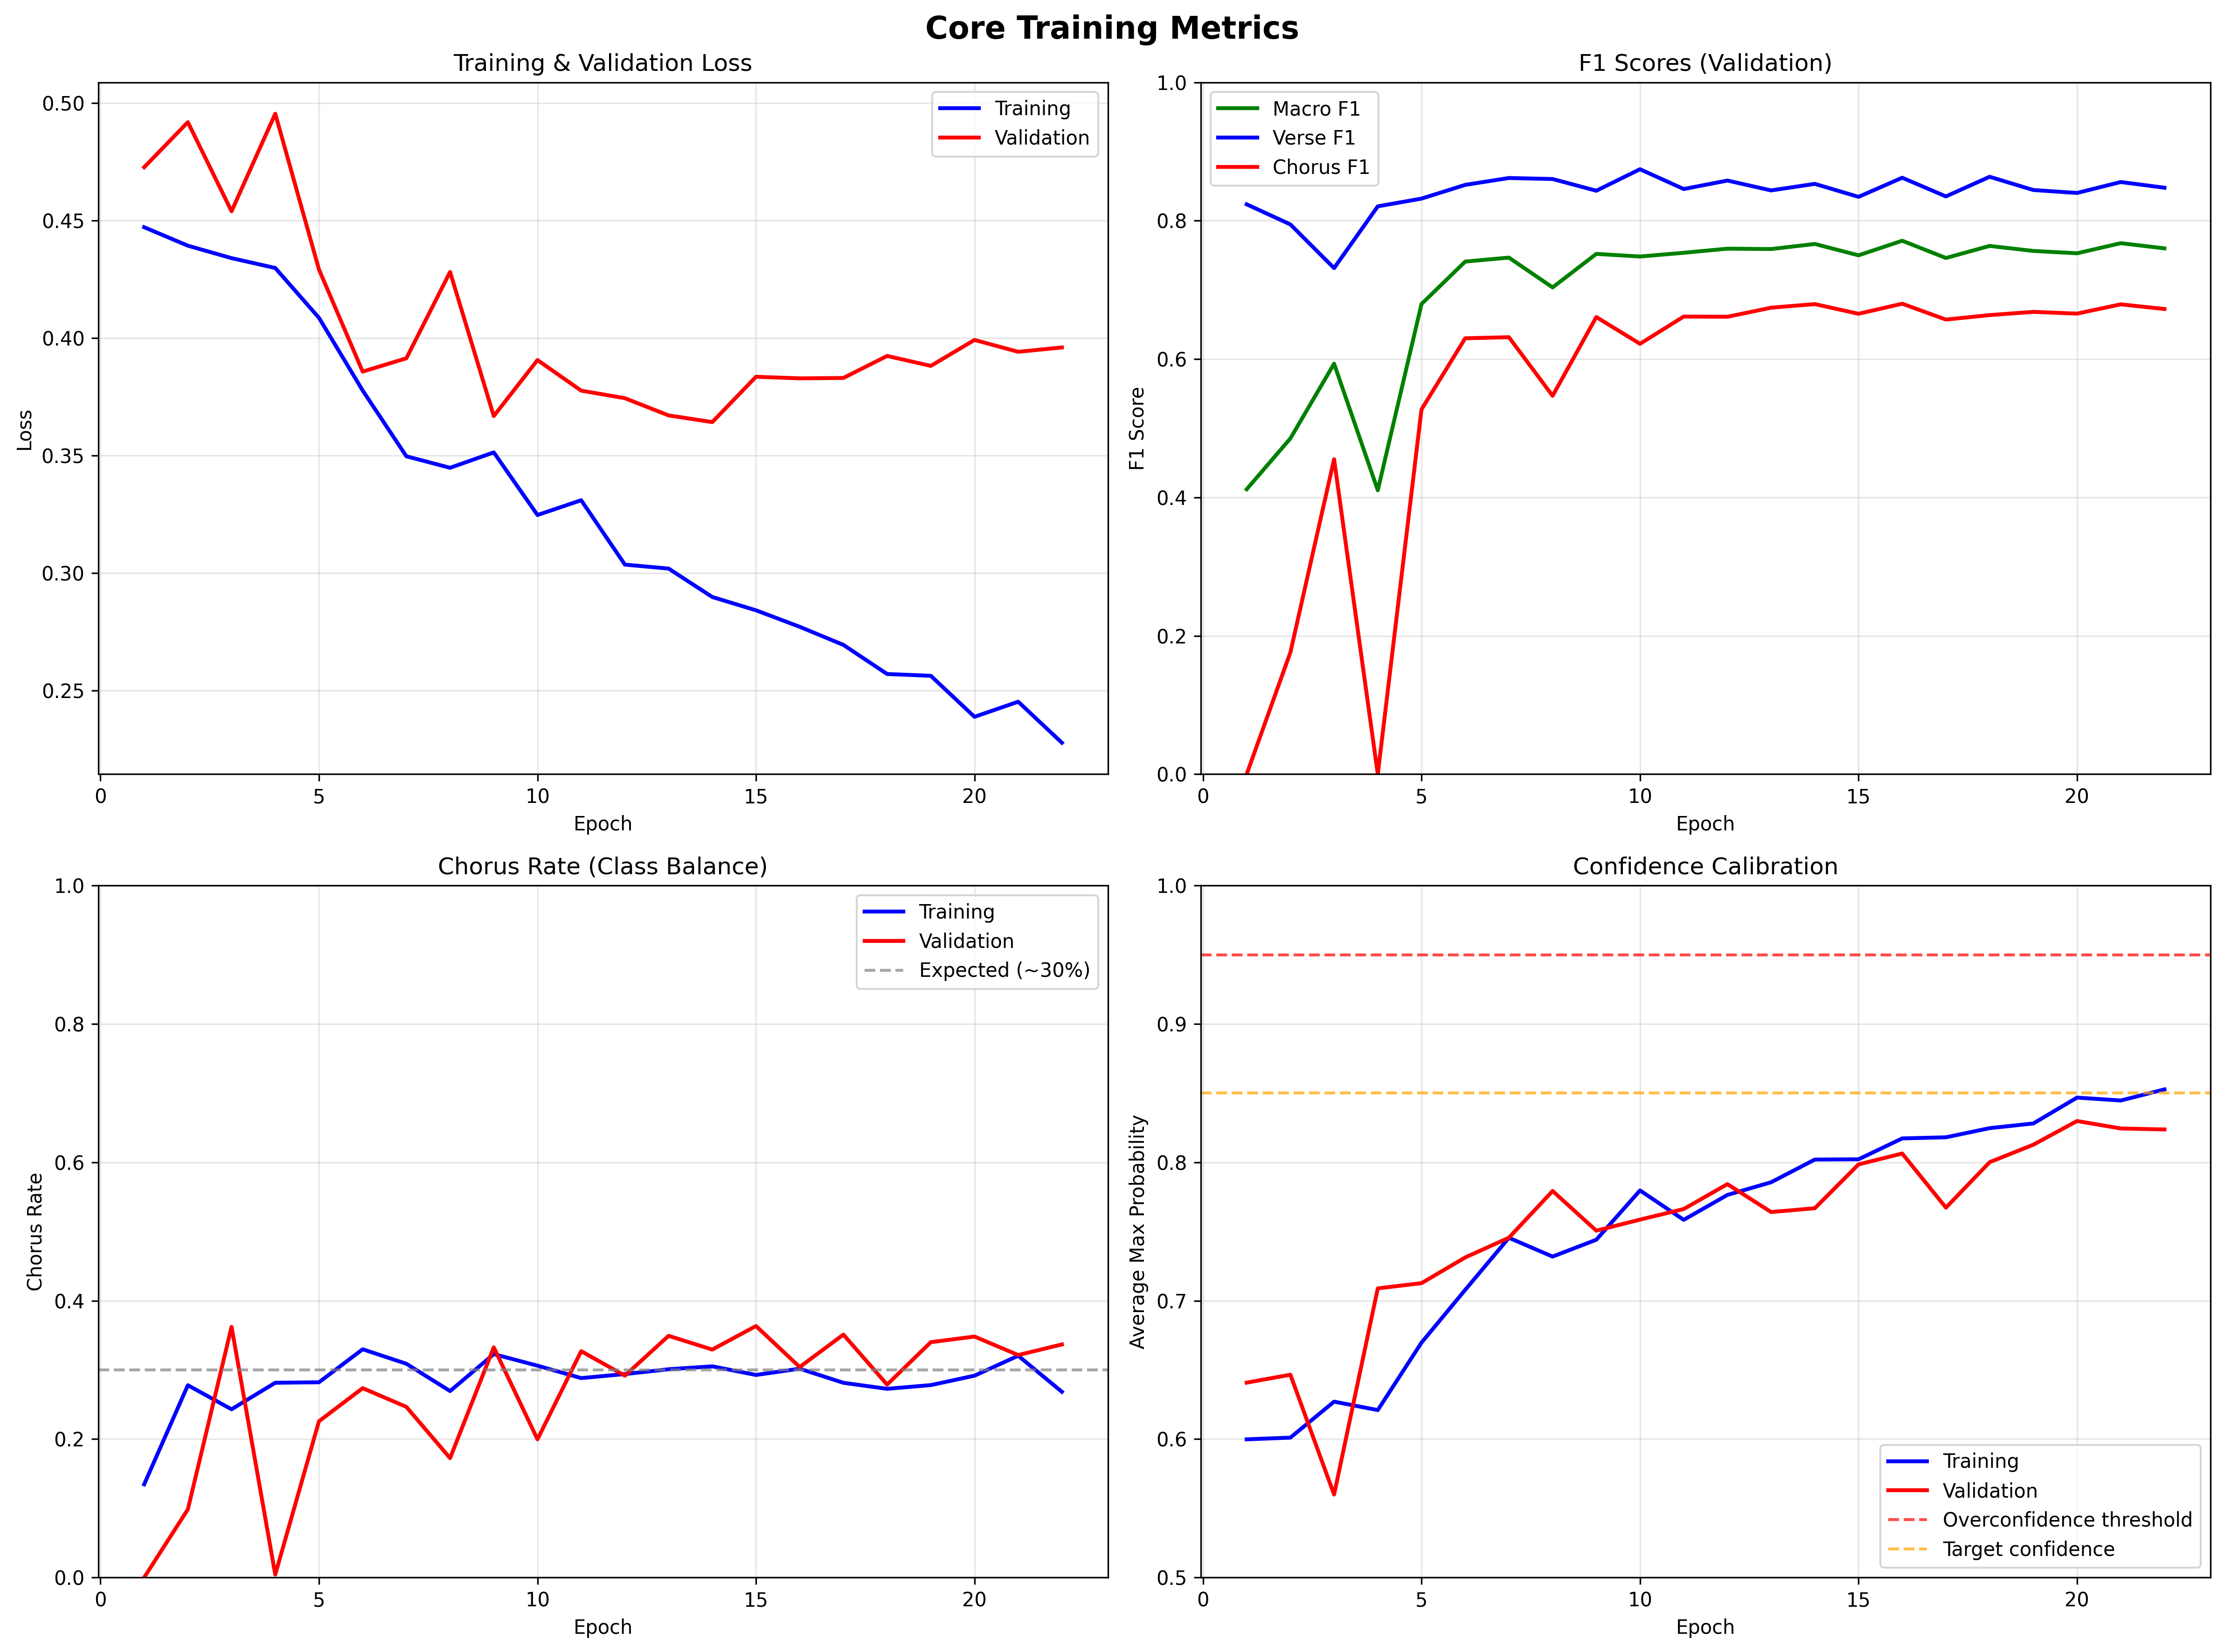 Core Training Metrics
Training & Validation Loss
Training
Validation
0.50
0.45
0.40
0.35
0.30
0.25
Loss
0 5 10 15 20
Epoch
F1 Scores (Validation)
Macro F1
Verse F1
Chorus F1
1.0
0.8
0.6
0.4
0.2
0.0
F1 Score
0 5 10 15 20
Epoch
Chorus Rate (Class Balance)
Training
Validation
Expected (~30%)
1.0
0.8
0.6
0.4
0.2
0.0
Chorus Rate
0 5 10 15 20
Epoch
Confidence Calibration
1.0
0.9
0.8
0.7
0.6
0.5
Average Max Probability
Training
Validation
Overconfidence threshold
Target confidence
0 5 10 15 20
Epoch